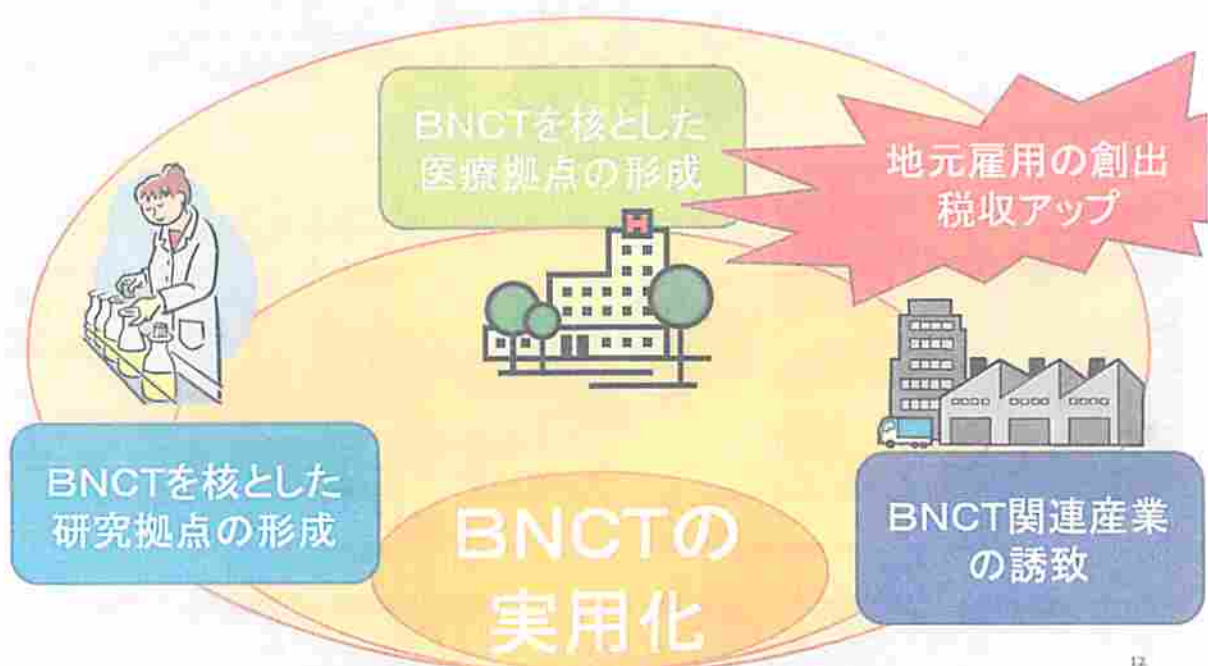 BNCTを核とした
医療拠点の形成
地元雇用の創出
税収アップ
H
BNCTを核とした
研究拠点の形成
BNCTの
実用化
BNCT関連産業
の誘致
12